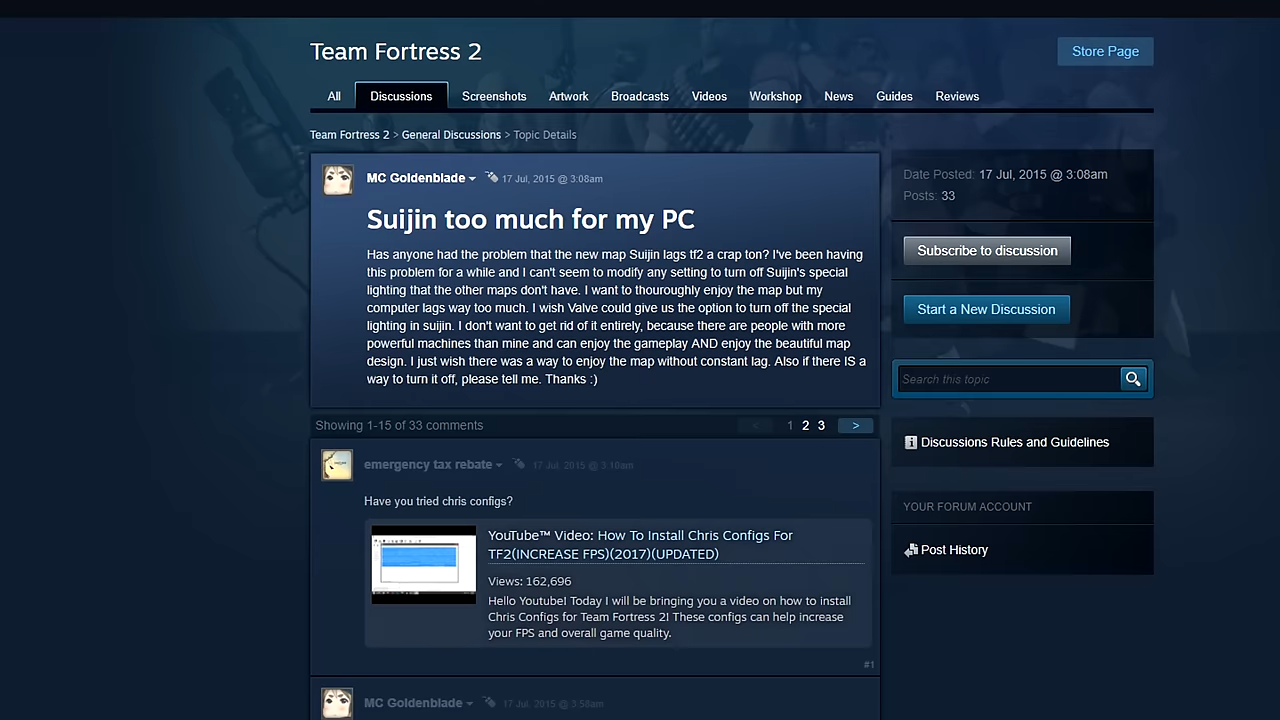 Team Fortress 2
Store Page
All Discussions Screenshots Artwork Broadcasts Videos Workshop News Guides Reviews
Team Fortress 2 > General Discussions > Topic Details
MC Goldenblade 17 Jul, 2015 @ 3:08am
Suijin too much for my PC
Has anyone had the problem that the new map Suijin lags tf2 a crap ton? I've been having
this problem for a while and I can't seem to modify any setting to turn off Suijin's special
lighting that the other maps don't have. I want to thouroughly enjoy the map but my
computer lags way too much. I wish Valve could give us the option to turn off the special
lighting in suijin. I don't want to get rid of it entirely, because there are people with more
powerful machines than mine and can enjoy the gameplay AND enjoy the beautiful map
design. I just wish there was a way to enjoy the map without constant lag. Also if there IS a
way to turn it off, please tell me. Thanks :)
Date Posted: 17 Jul, 2015 @ 3:08am
Posts: 33
Subscribe to discussion
Start a New Discussion
Search this topic
Discussions Rules and Guidelines
YOUR FORUM ACCOUNT
Post History
Showing 1-15 of 33 comments
< 1 2 3 >
emergency tax rebate 17 Jul, 2015 @ 3:10am
Have you tried chris configs?
YouTube™ Video: How To Install Chris Configs For
TF2(INCREASE FPS)(2017)(UPDATED)
Views: 162,696
Hello Youtube! Today I will be bringing you a video on how to install
Chris Configs for Team Fortress 2! These configs can help increase
your FPS and overall game quality.
#1
MC Goldenblade 17 Jul, 2015 @ 3:58am